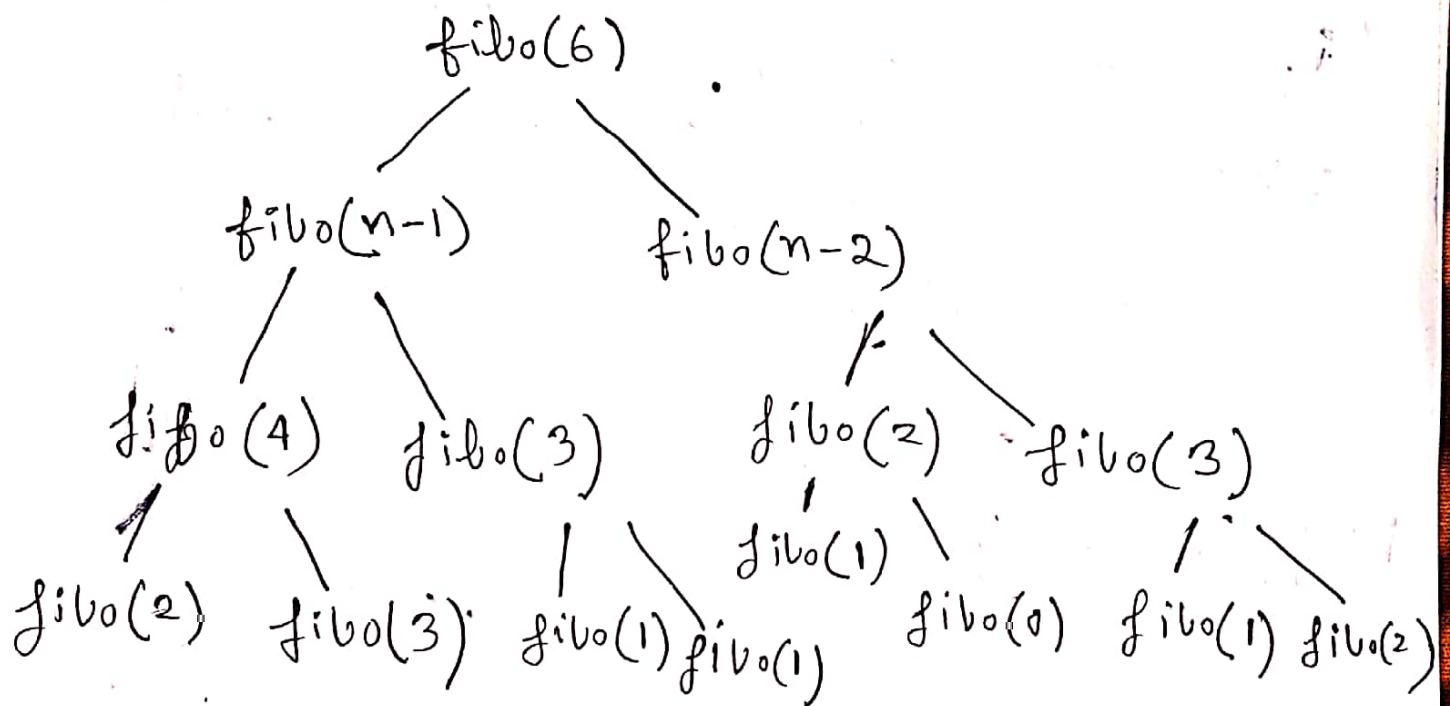 fibo(6)
fibo(n-1) fibo(n-2)
fibo(4) fibo(3) fibo(2) fibo(3)
fibo(1)
fibo(2) fibo(3) fibo(1) fibo(1) fibo(0) fibo(1) fibo(2)